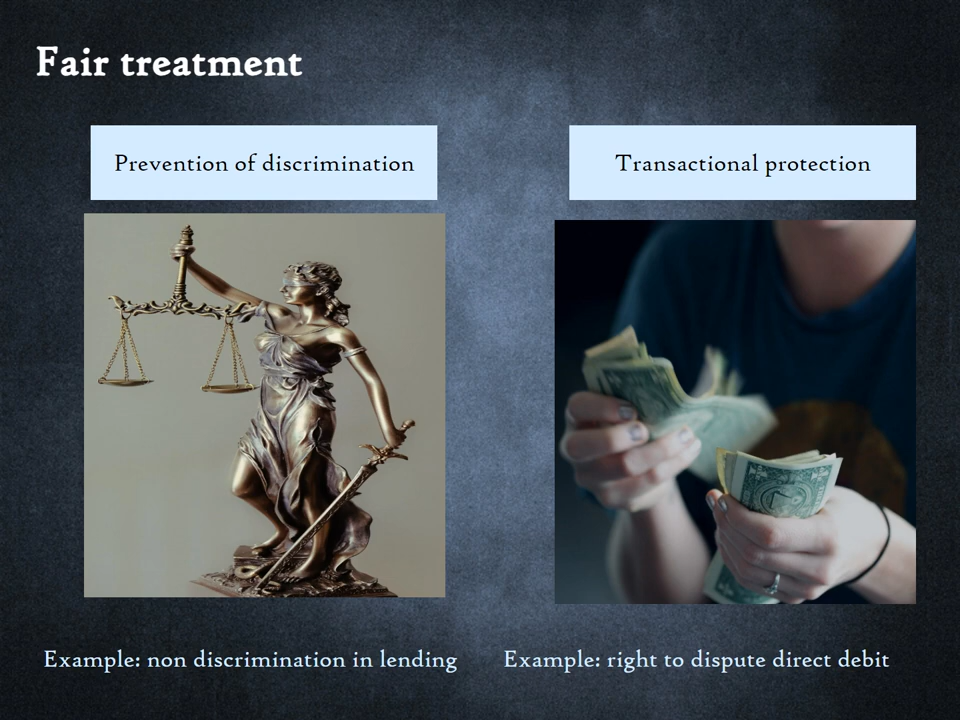 Fair treatment
Prevention of discrimination
Transactional protection
Example: non discrimination in lending
Example: right to dispute direct debit